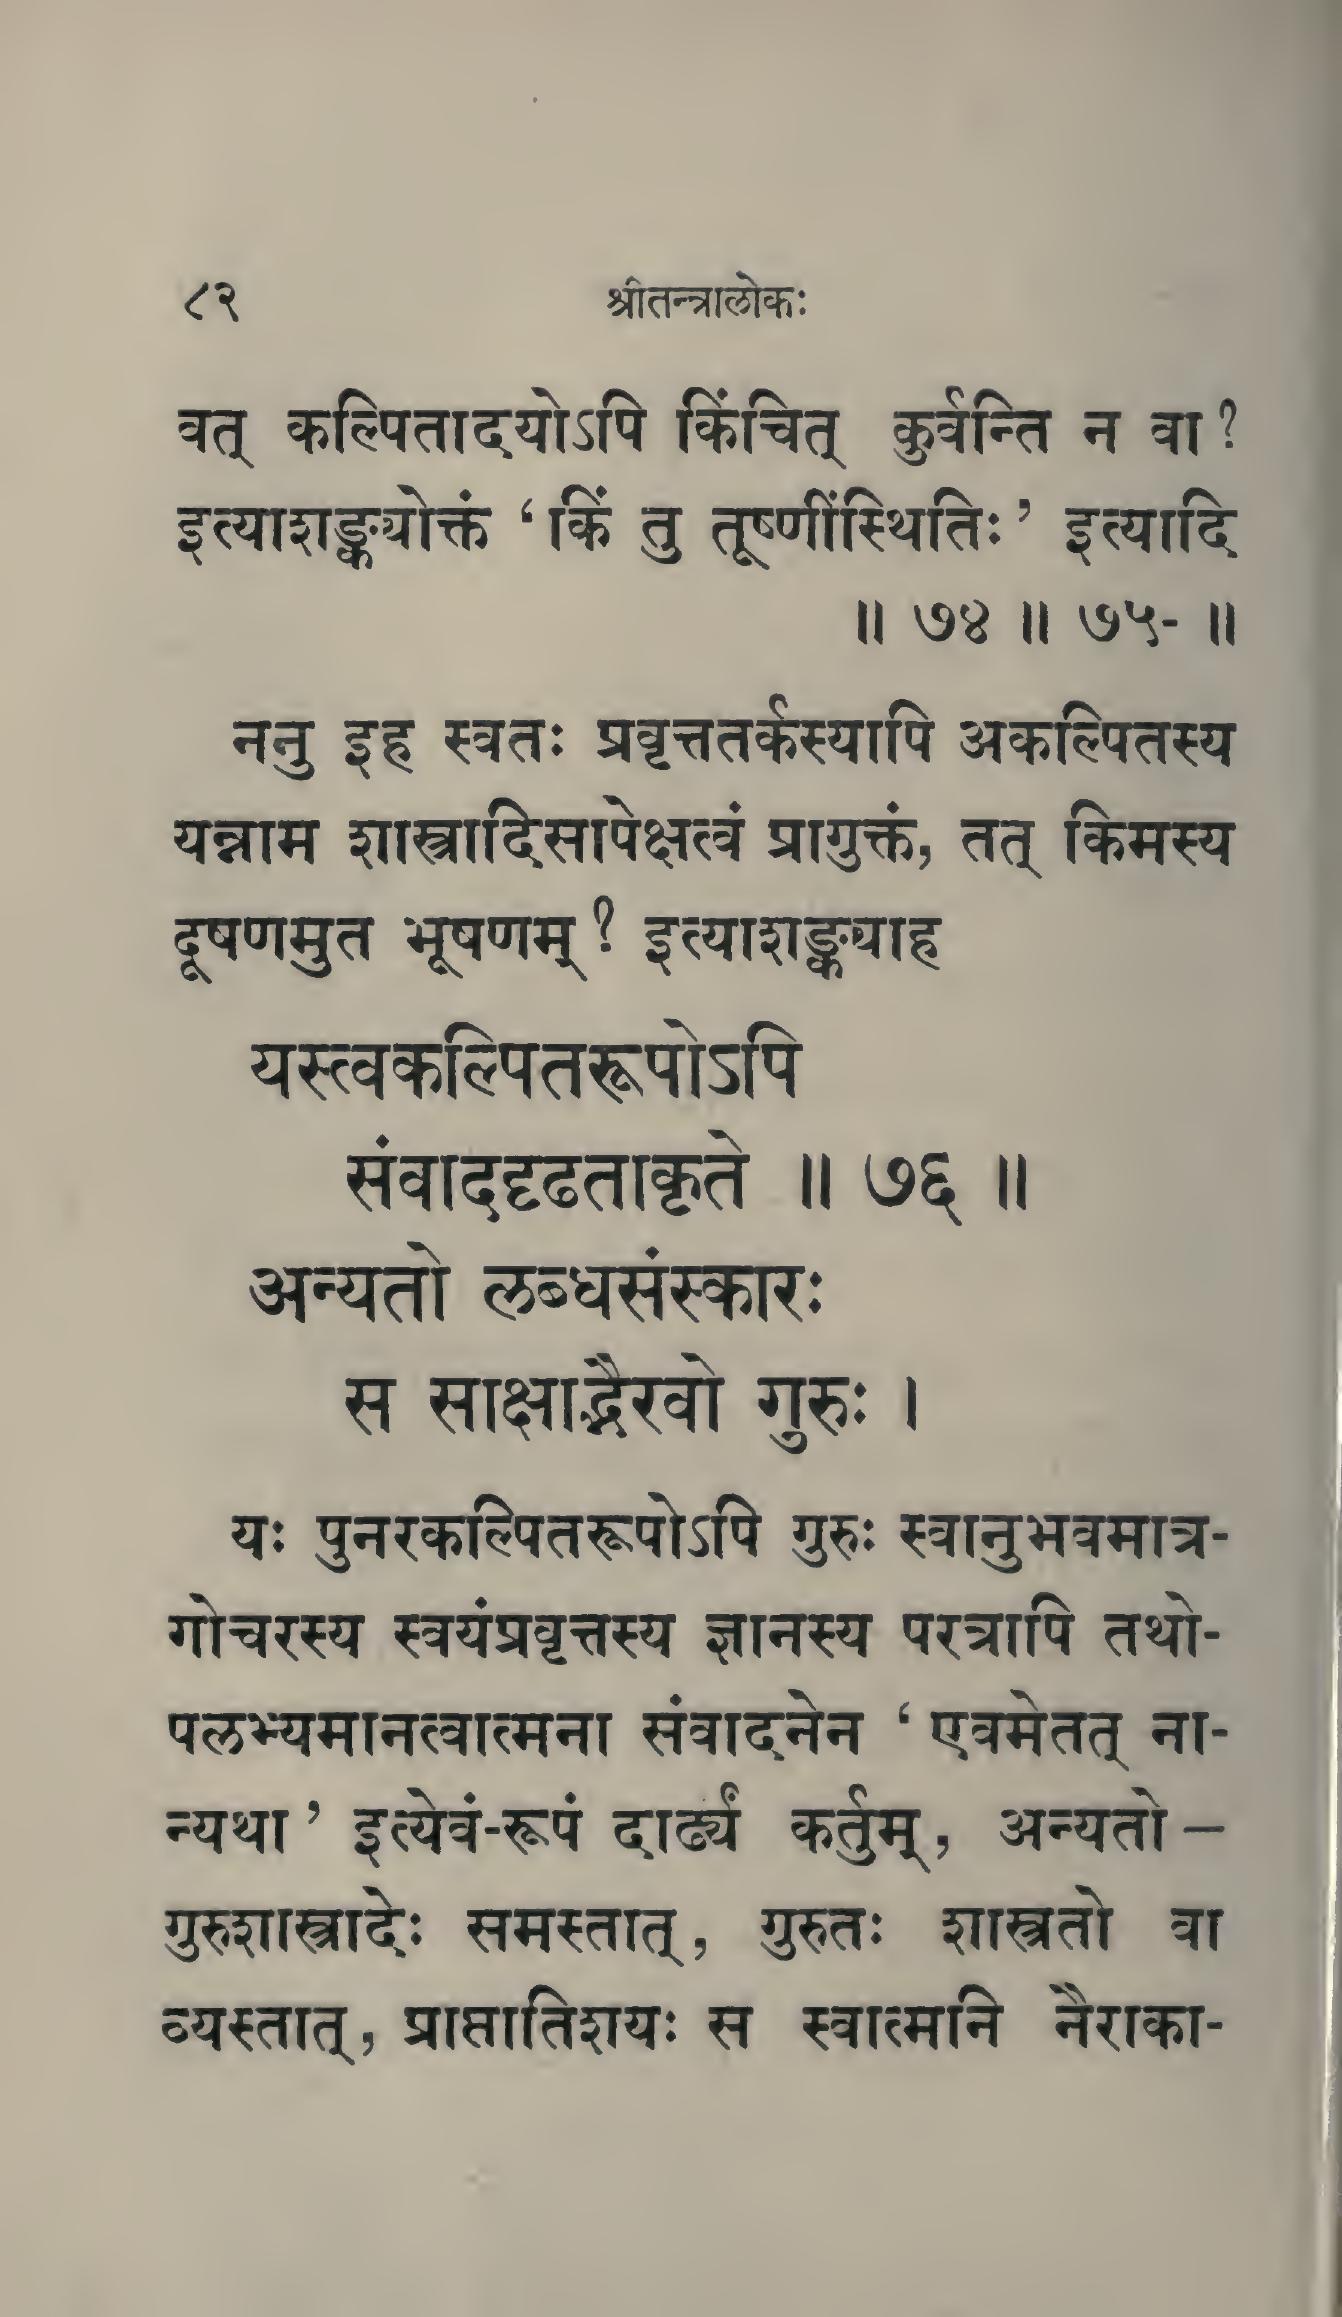 ८२ श्रीतन्त्रालोकः
वत् कल्पितादयोऽपि किंचित् कुर्वन्ति न वा ?
इत्याशङ्क्योक्तं ‘ किं तु तूष्णींस्थितिः ’ इत्यादि
॥ ७४ ॥ ७५- ॥
ननु इह स्वतः प्रवृत्ततर्कस्यापि अकल्पितस्य
यन्नाम शास्त्रादिसापेक्षत्वं प्रागुक्तं, तत् किमस्य
दूषणमुत भूषणम् ? इत्याशङ्क्याह
यस्त्वकल्पितरूपोऽपि
संवाददृढताकृते ॥ ७६ ॥
अन्यतो लब्धसंस्कारः
स साक्षाद्भैरवो गुरुः ।
यः पुनरकल्पितरूपोऽपि गुरुः स्वानुभवमात्र-
गोचरस्य स्वयंप्रवृत्तस्य ज्ञानस्य परत्रापि तथो-
पलभ्यमानत्वात्मना संवादनेन ‘ एवमेतत् ना-
न्यथा ’ इत्येवं-रूपं दार्ढ्यं कर्तुम्, अन्यतो —
गुरुशास्त्रादेः समस्तात्, गुरुतः शास्त्रतो वा
व्यस्तात्, प्राप्तातिशयः स स्वात्मनि नैराका-